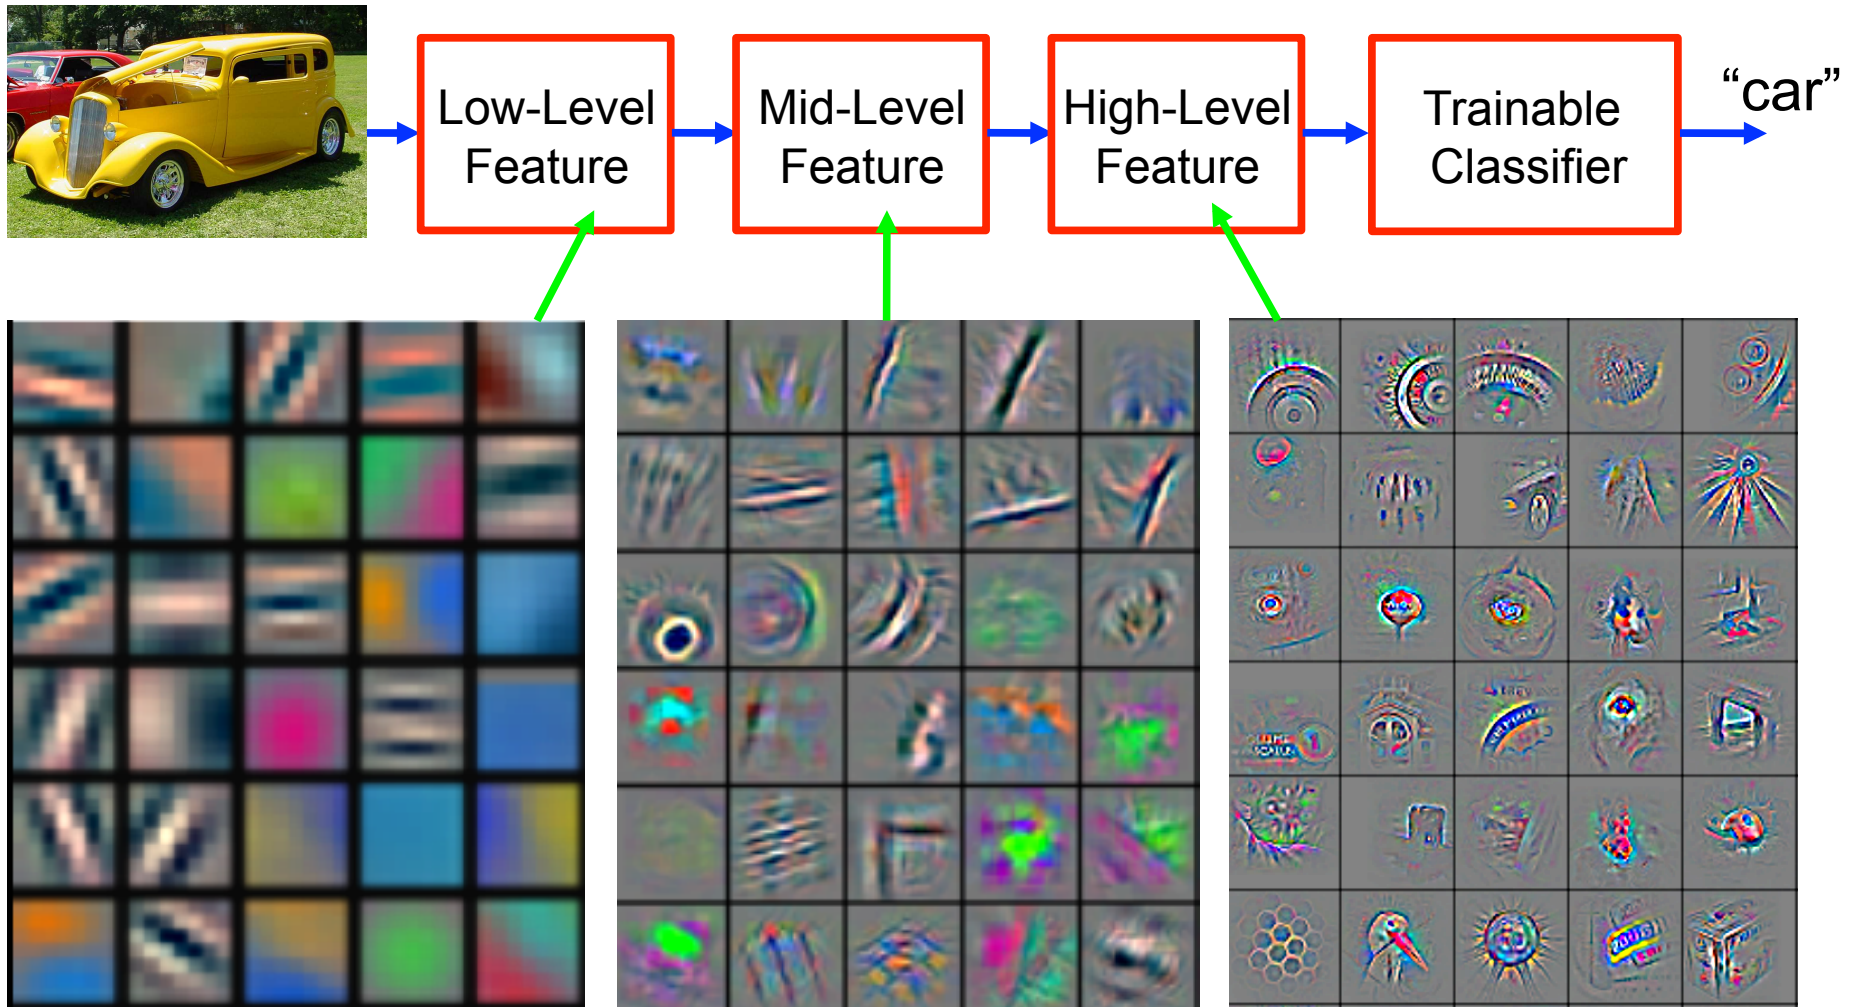 Low-Level
Feature
Mid-Level
Feature
High-Level
Feature
Trainable
Classifier
“car”